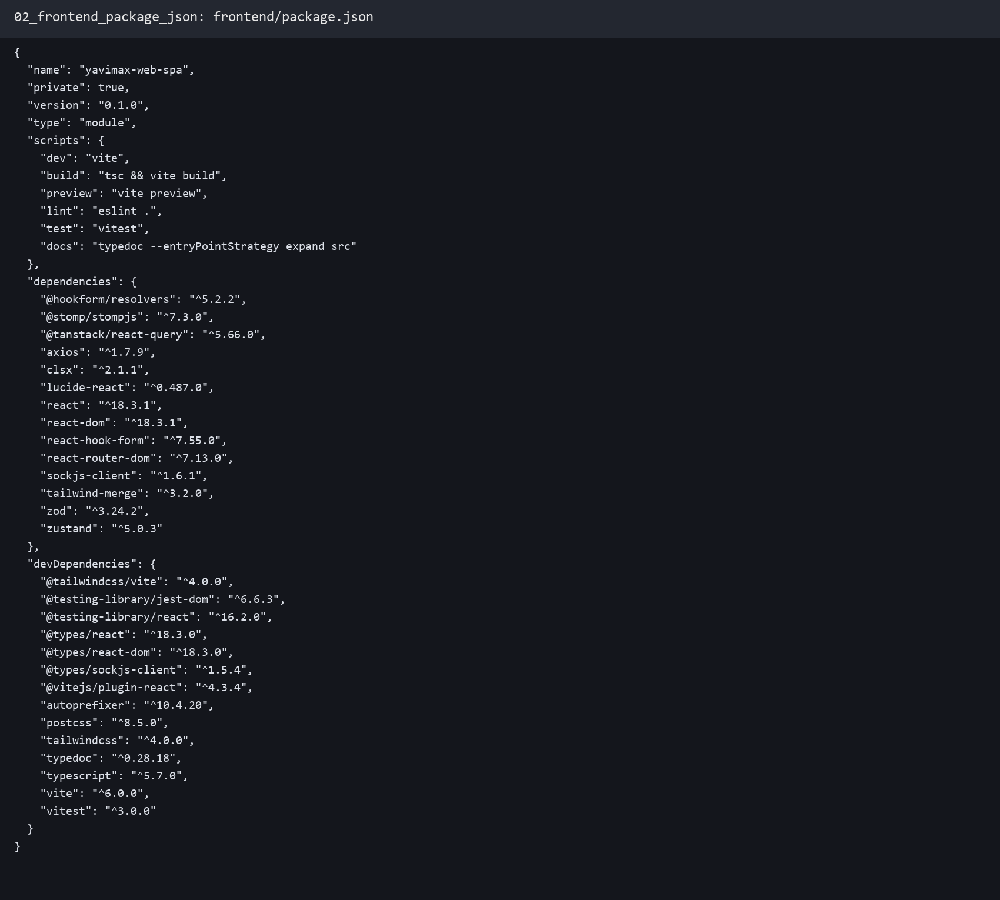 02_frontend_package_json: frontend/package.json
{
  "name": "yavimax-web-spa",
  "private": true,
  "version": "0.1.0",
  "type": "module",
  "scripts": {
    "dev": "vite",
    "build": "tsc && vite build",
    "preview": "vite preview",
    "lint": "eslint .",
    "test": "vitest",
    "docs": "typedoc --entryPointStrategy expand src"
  },
  "dependencies": {
    "@hookform/resolvers": "^5.2.2",
    "@stomp/stompjs": "^7.3.0",
    "@tanstack/react-query": "^5.66.0",
    "axios": "^1.7.9",
    "clsx": "^2.1.1",
    "lucide-react": "^0.487.0",
    "react": "^18.3.1",
    "react-dom": "^18.3.1",
    "react-hook-form": "^7.55.0",
    "react-router-dom": "^7.13.0",
    "sockjs-client": "^1.6.1",
    "tailwind-merge": "^3.2.0",
    "zod": "^3.24.2",
    "zustand": "^5.0.3"
  },
  "devDependencies": {
    "@tailwindcss/vite": "^4.0.0",
    "@testing-library/jest-dom": "^6.6.3",
    "@testing-library/react": "^16.2.0",
    "@types/react": "^18.3.0",
    "@types/react-dom": "^18.3.0",
    "@types/sockjs-client": "^1.5.4",
    "@vitejs/plugin-react": "^4.3.4",
    "autoprefixer": "^10.4.20",
    "postcss": "^8.5.0",
    "tailwindcss": "^4.0.0",
    "typedoc": "^0.28.18",
    "typescript": "^5.7.0",
    "vite": "^6.0.0",
    "vitest": "^3.0.0"
  }
}